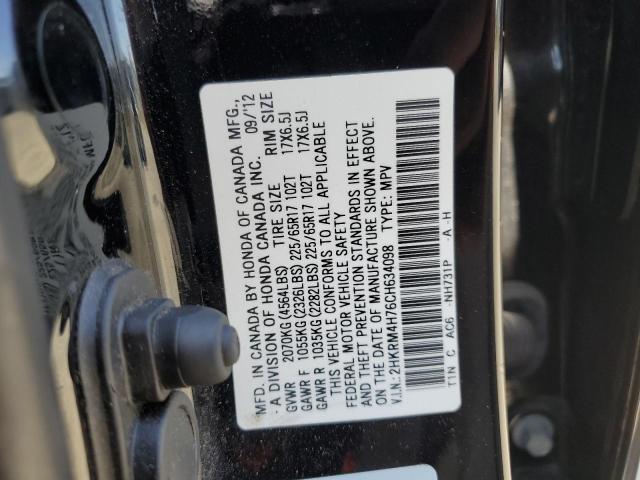 MFD. IN CANADA BY HONDA OF CANADA MFG.,
A DIVISION OF HONDA CANADA INC. 09/'12
GVWR 2070KG(4564LBS) TIRE SIZE RIM SIZE
GAWR F 1055KG(2326LBS) 225/65R17 102T 17X6.5J
GAWR R 1035KG(2282LBS) 225/65R17 102T 17X6.5J
THIS VEHICLE CONFORMS TO ALL APPLICABLE
FEDERAL MOTOR VEHICLE SAFETY
AND THEFT PREVENTION STANDARDS IN EFFECT
ON THE DATE OF MANUFACTURE SHOWN ABOVE.
V.I.N.: 2HKRM4H76CH634098 TYPE: MPV
TIN C AC6 -NH731P -A -H